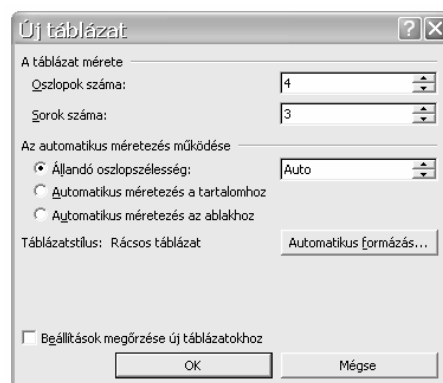 Új táblázat
A táblázat mérete
Oszlopok száma: 4
Sorok száma: 3
Az automatikus méretezés működése
Állandó oszlopszélesség: Auto
Automatikus méretezés a tartalomhoz
Automatikus méretezés az ablakhoz
Táblázatstílus: Rácsos táblázat Automatikus formázás...
Beállítások megőrzése új táblázatokhoz
OK Mégse